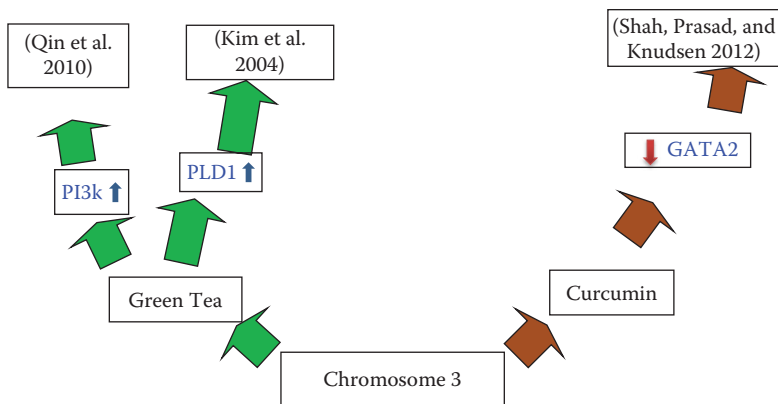 (Qin et al.
2010)
(Kim et al.
2004)
(Shah, Prasad, and
Knudsen 2012)
PI3k
PLD1
GATA2
Green Tea
Curcumin
Chromosome 3